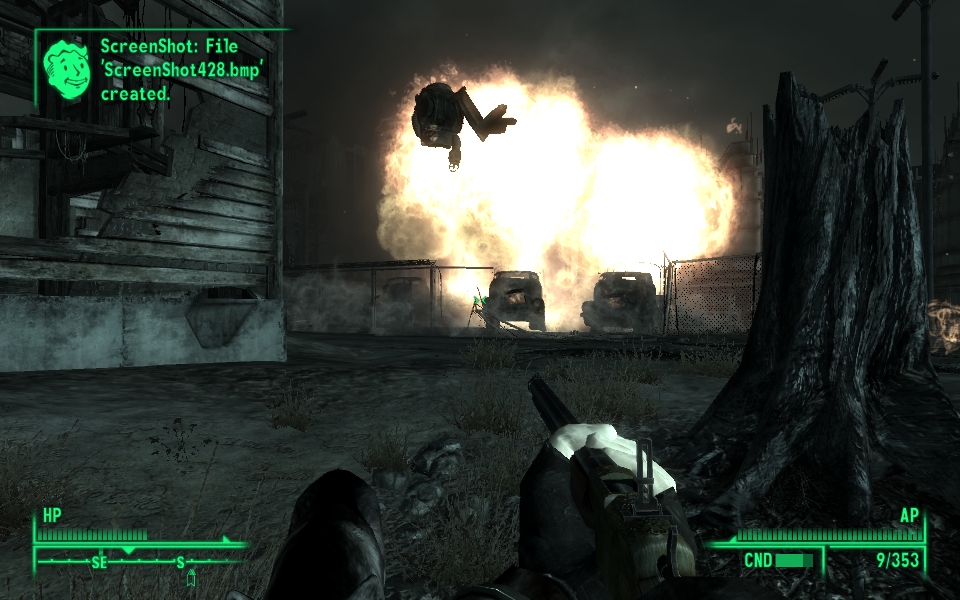 ScreenShot: File
'ScreenShot428.bmp'
created.
HP
AP
SE
S
CND
9/353